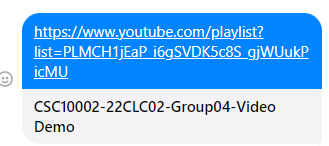 https://www.youtube.com/playlist?
list=PLMCH1jEaP_i6gSVDK5c8S_gjWUukP
icMU
CSC10002-22CLC02-Group04-Video
Demo